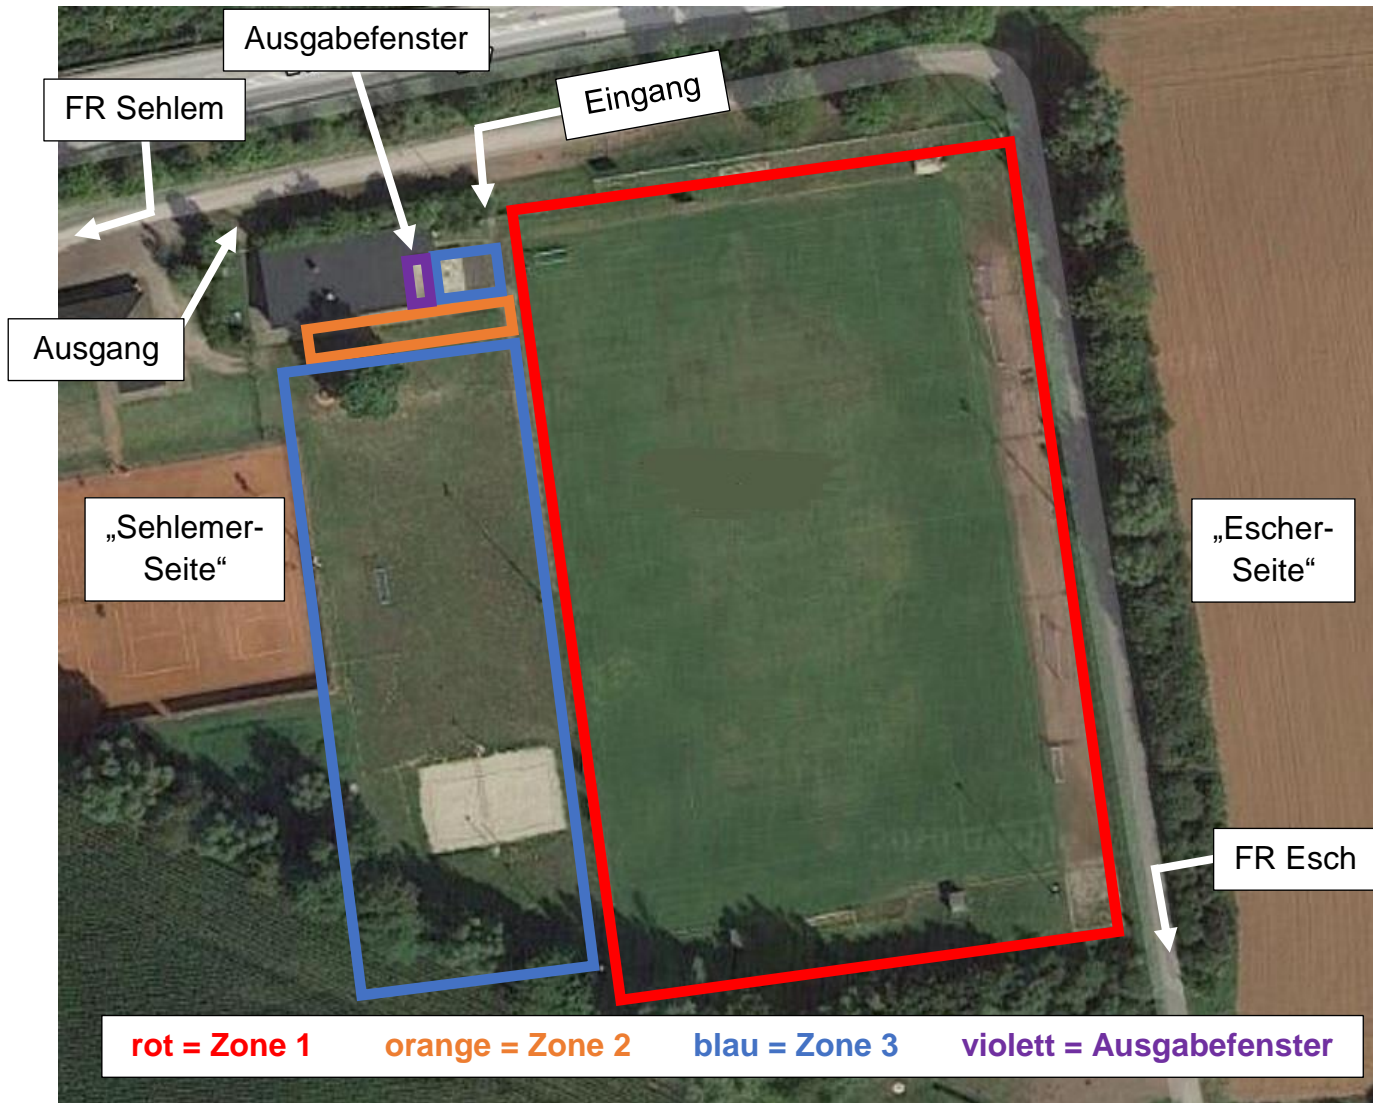 Ausgabefenster
FR Sehlem
Eingang
Ausgang
„Sehlemer-
Seite“
„Escher-
Seite“
FR Esch
rot = Zone 1 orange = Zone 2 blau = Zone 3 violett = Ausgabefenster